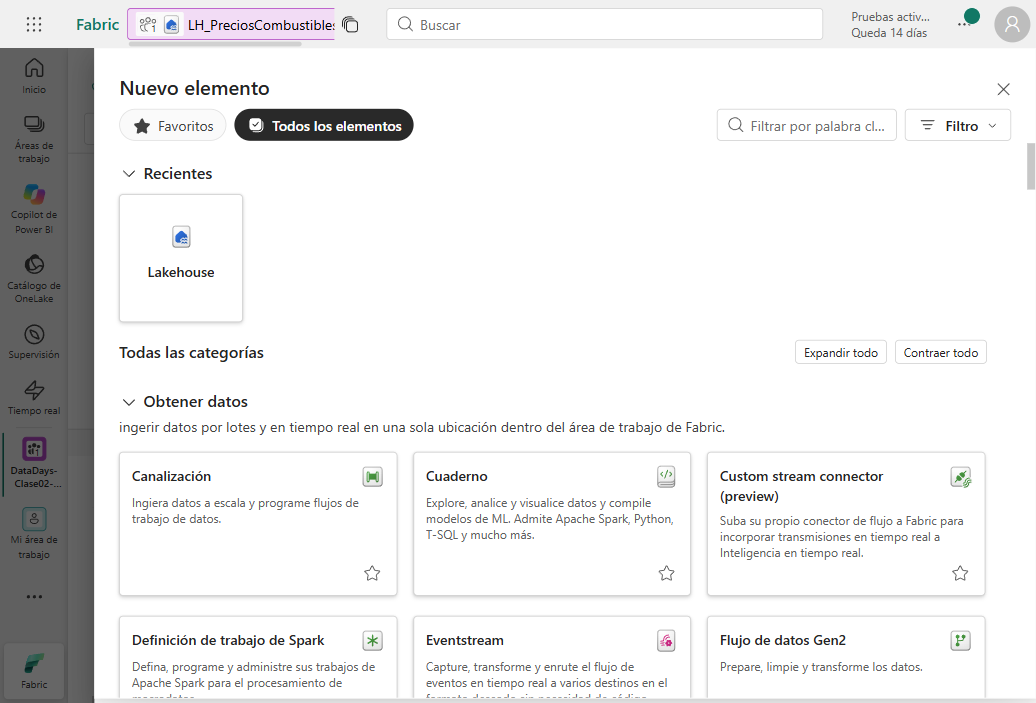 Fabric
1
LH_PreciosCombustibles
Buscar
Pruebas activ...
Queda 14 días
Inicio
Áreas de
trabajo
Copilot de
Power BI
Catálogo de
OneLake
Supervisión
Tiempo real
DataDays-
Clase02-...
Mi área de
trabajo
Fabric
Nuevo elemento
Favoritos
Todos los elementos
Filtrar por palabra cl...
Filtro
Recientes
Lakehouse
Todas las categorías
Expandir todo
Contraer todo
Obtener datos
ingerir datos por lotes y en tiempo real en una sola ubicación dentro del área de trabajo de Fabric.
Canalización
Ingiera datos a escala y programe flujos de
trabajo de datos.
Cuaderno
Explore, analice y visualice datos y compile
modelos de ML. Admite Apache Spark, Python,
T-SQL y mucho más.
Custom stream connector
(preview)
Suba su propio conector de flujo a Fabric para
incorporar transmisiones en tiempo real a
Inteligencia en tiempo real.
Definición de trabajo de Spark
Defina, programe y administre sus trabajos de
Apache Spark para el procesamiento de
macrodatos.
Eventstream
Capture, transforme y enrute el flujo de
eventos en tiempo real a varios destinos en el
formato deseado sin necesidad de código.
Flujo de datos Gen2
Prepare, limpie y transforme los datos.